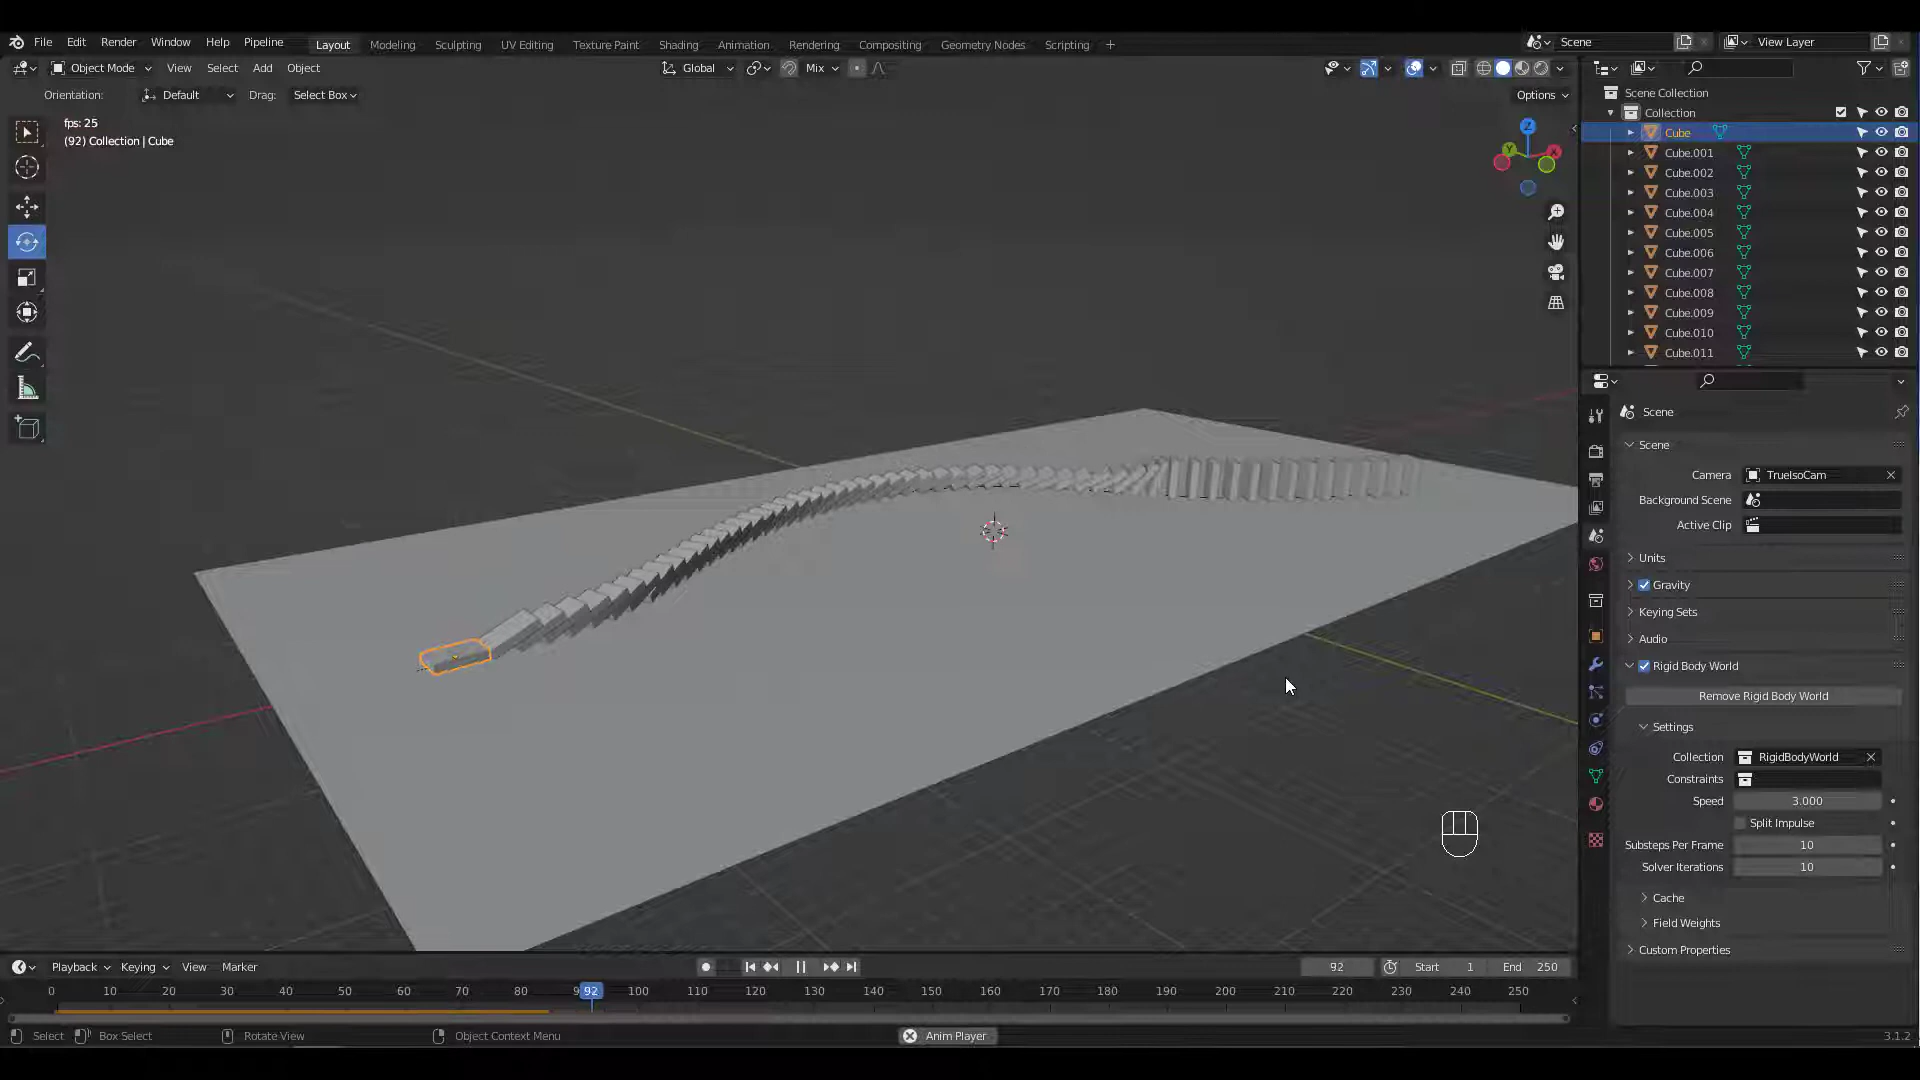 File Edit Render Window Help Pipeline Layout Modeling Sculpting UV Editing Texture Paint Shading Animation Rendering Compositing Geometry Nodes Scripting + Scene View Layer
Object Mode View Select Add Object Global Mix
Orientation: Default Drag: Select Box Options
fps: 25
(92) Collection | Cube
Scene Collection
Collection
Cube
Cube.001
Cube.002
Cube.003
Cube.004
Cube.005
Cube.006
Cube.007
Cube.008
Cube.009
Cube.010
Cube.011
Z
Y
X
Scene
Scene
Camera TrueIsoCam
Background Scene
Active Clip
Units
Gravity
Keying Sets
Audio
Rigid Body World
Remove Rigid Body World
Settings
Collection RigidBodyWorld
Constraints
Speed 3.000
Split Impulse
Substeps Per Frame 10
Solver Iterations 10
Cache
Field Weights
Custom Properties
Playback Keying View Marker 92 Start 1 End 250
0 10 20 30 40 50 60 70 80 9 92 100 110 120 130 140 150 160 170 180 190 200 210 220 230 240 250
Select Box Select Rotate View Object Context Menu Anim Player 3.1.2